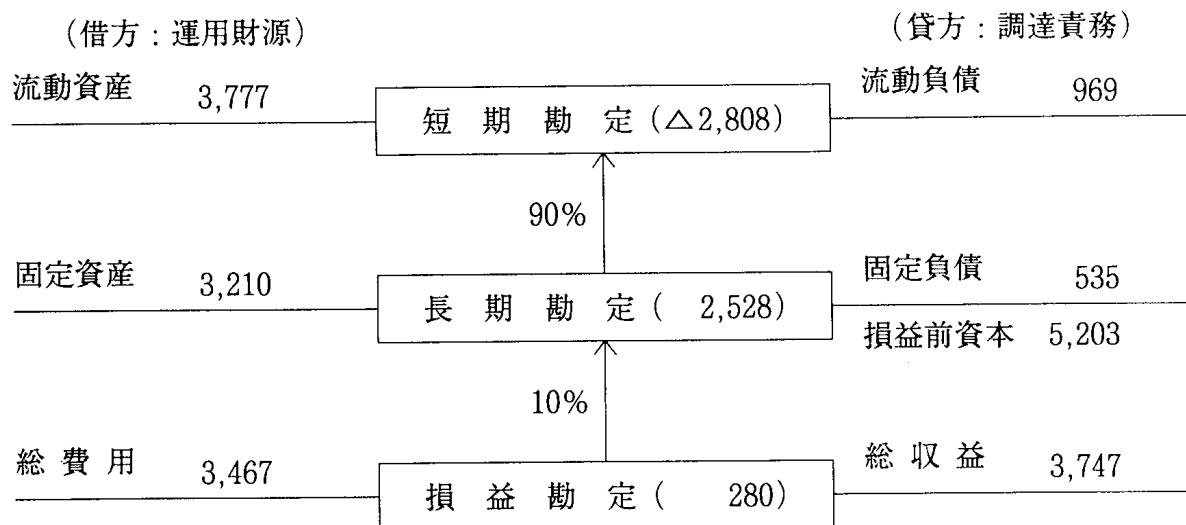 (借方：運用財源) (貸方：調達責務)
流動資産 3,777 短期勘定(△2,808) 流動負債 969
90%
固定資産 3,210 長期勘定( 2,528) 固定負債 535
損益前資本 5,203
10%
総費用 3,467 損益勘定( 280) 総収益 3,747